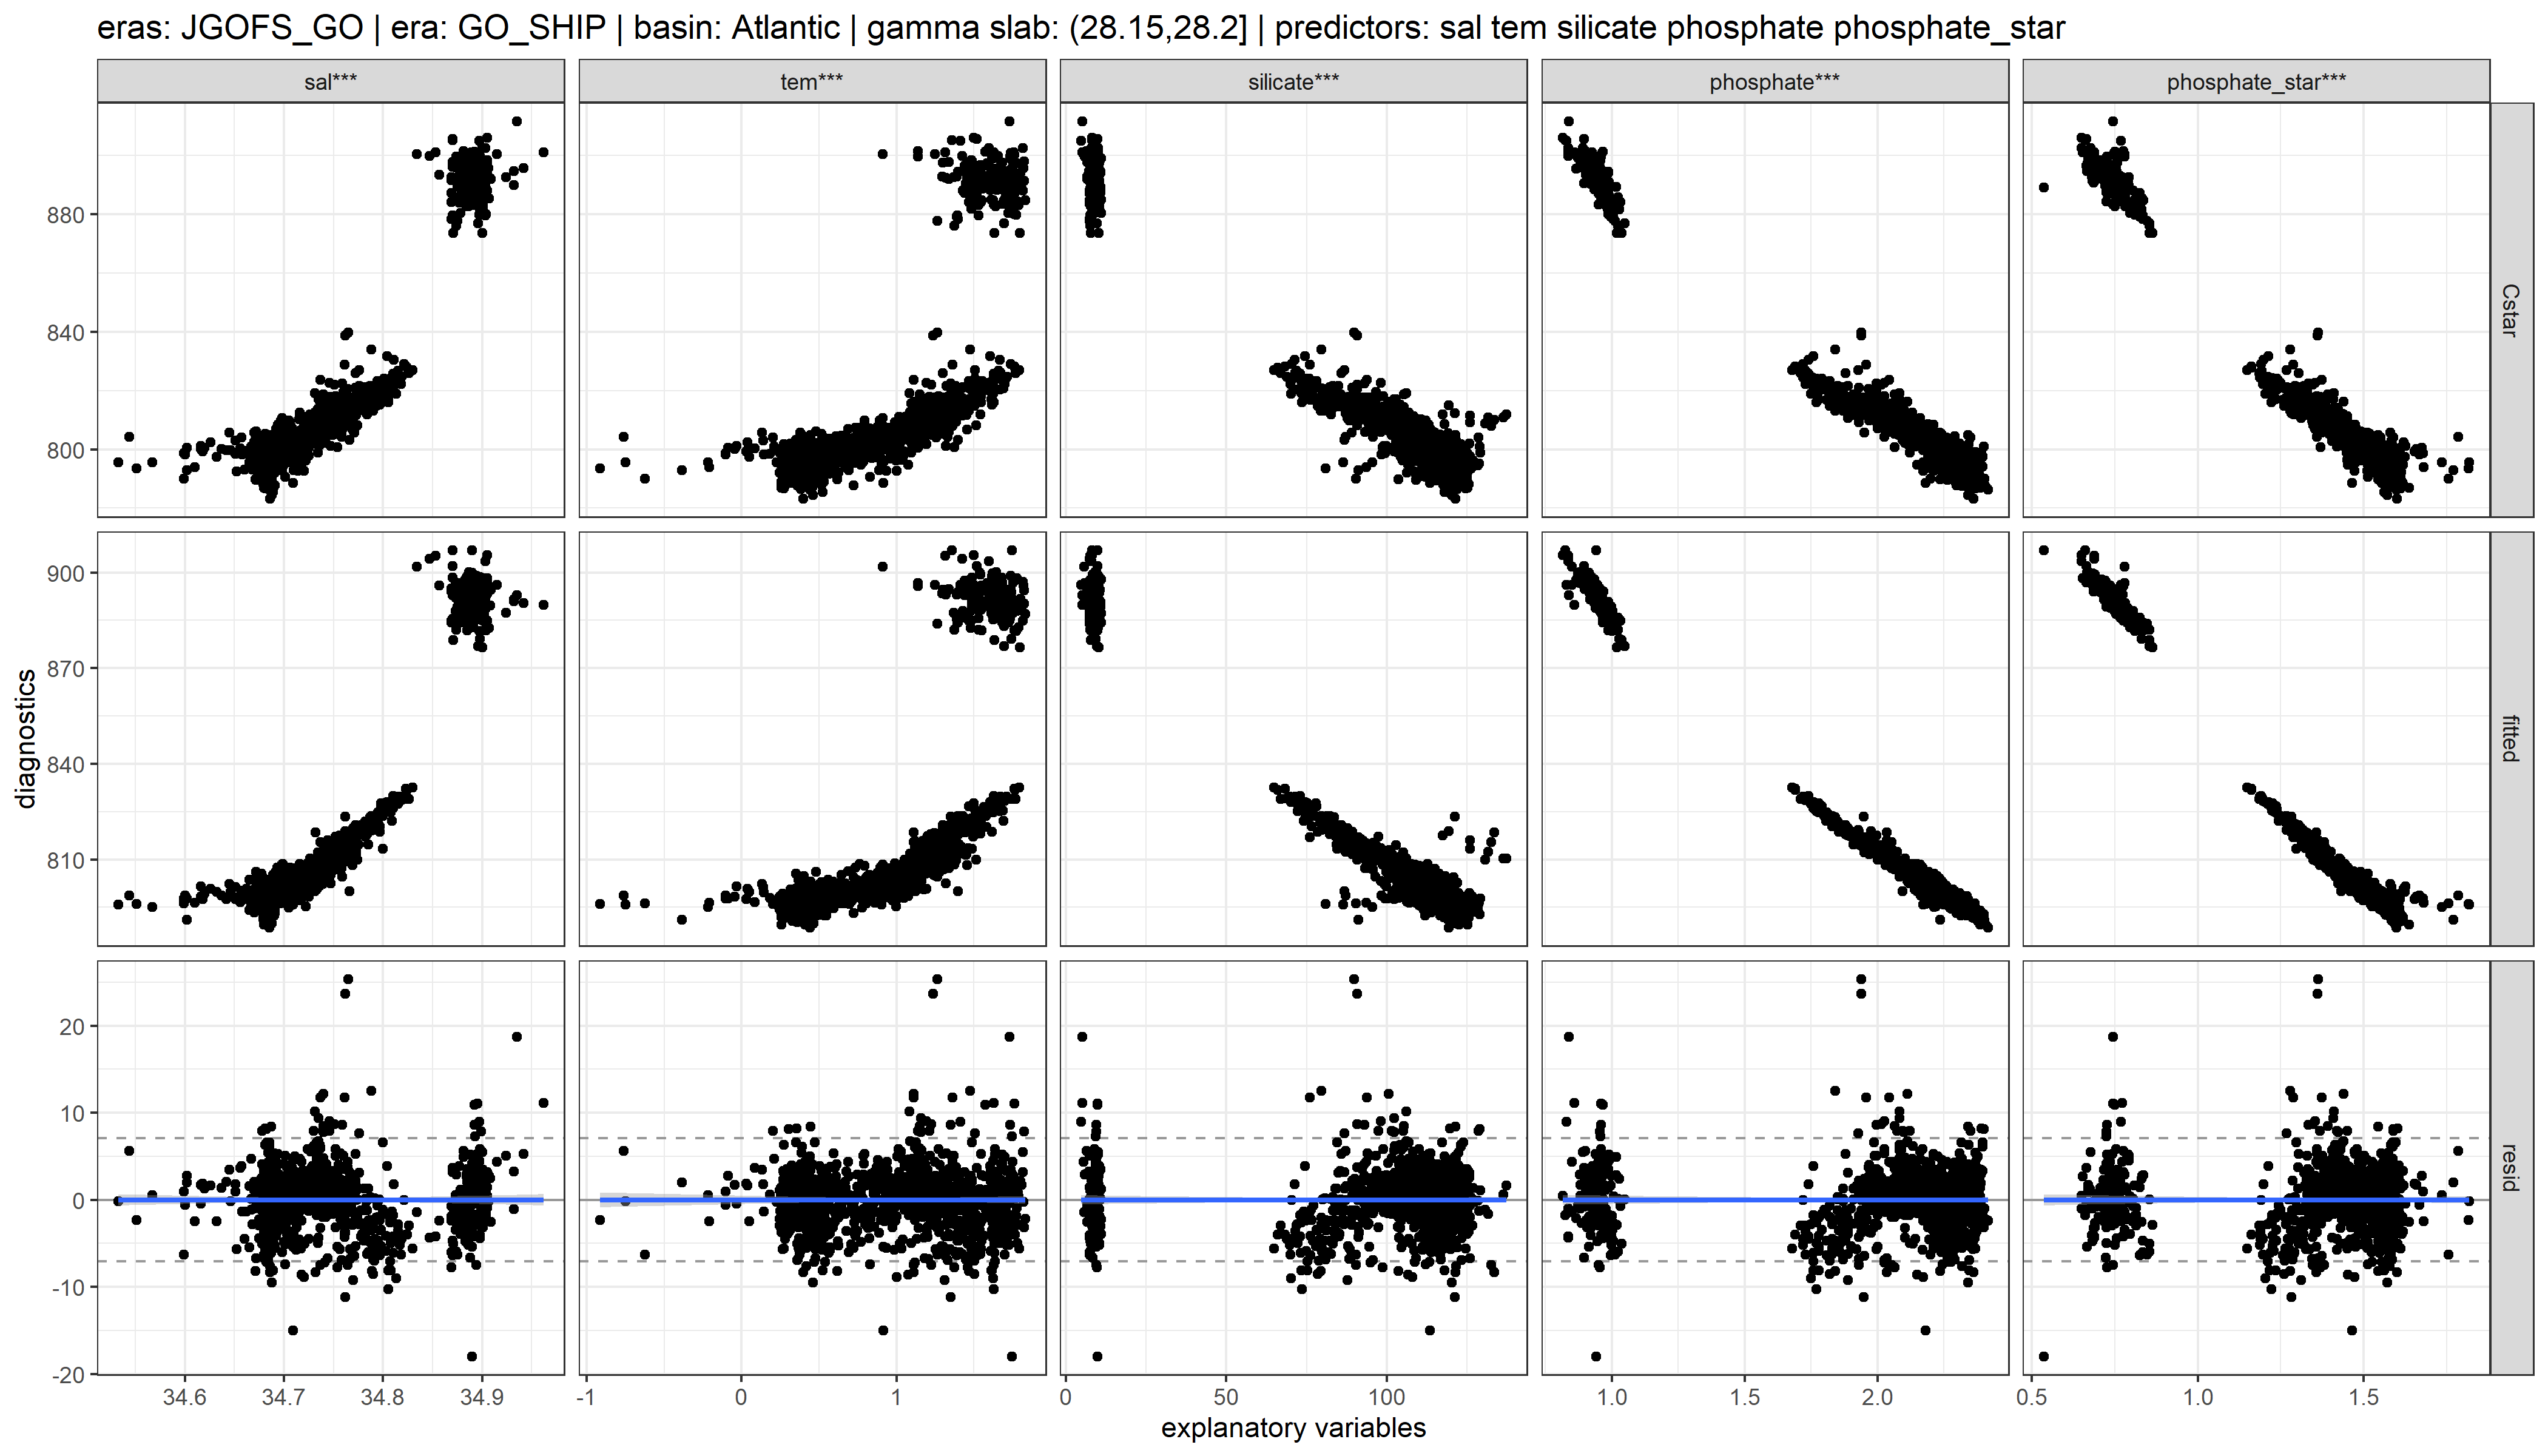 eras: JGOFS_GO | era: GO_SHIP | basin: Atlantic | gamma slab: (28.15,28.2] | predictors: sal tem silicate phosphate phosphate_star
sal*** tem*** silicate*** phosphate*** phosphate_star***
880
840
800
Cstar
900
870
840
810
fitted
diagnostics
20
10
0
-10
-20
resid
34.6 34.7 34.8 34.9 -1 0 1 0 50 100 1.0 1.5 2.0 0.5 1.0 1.5
explanatory variables